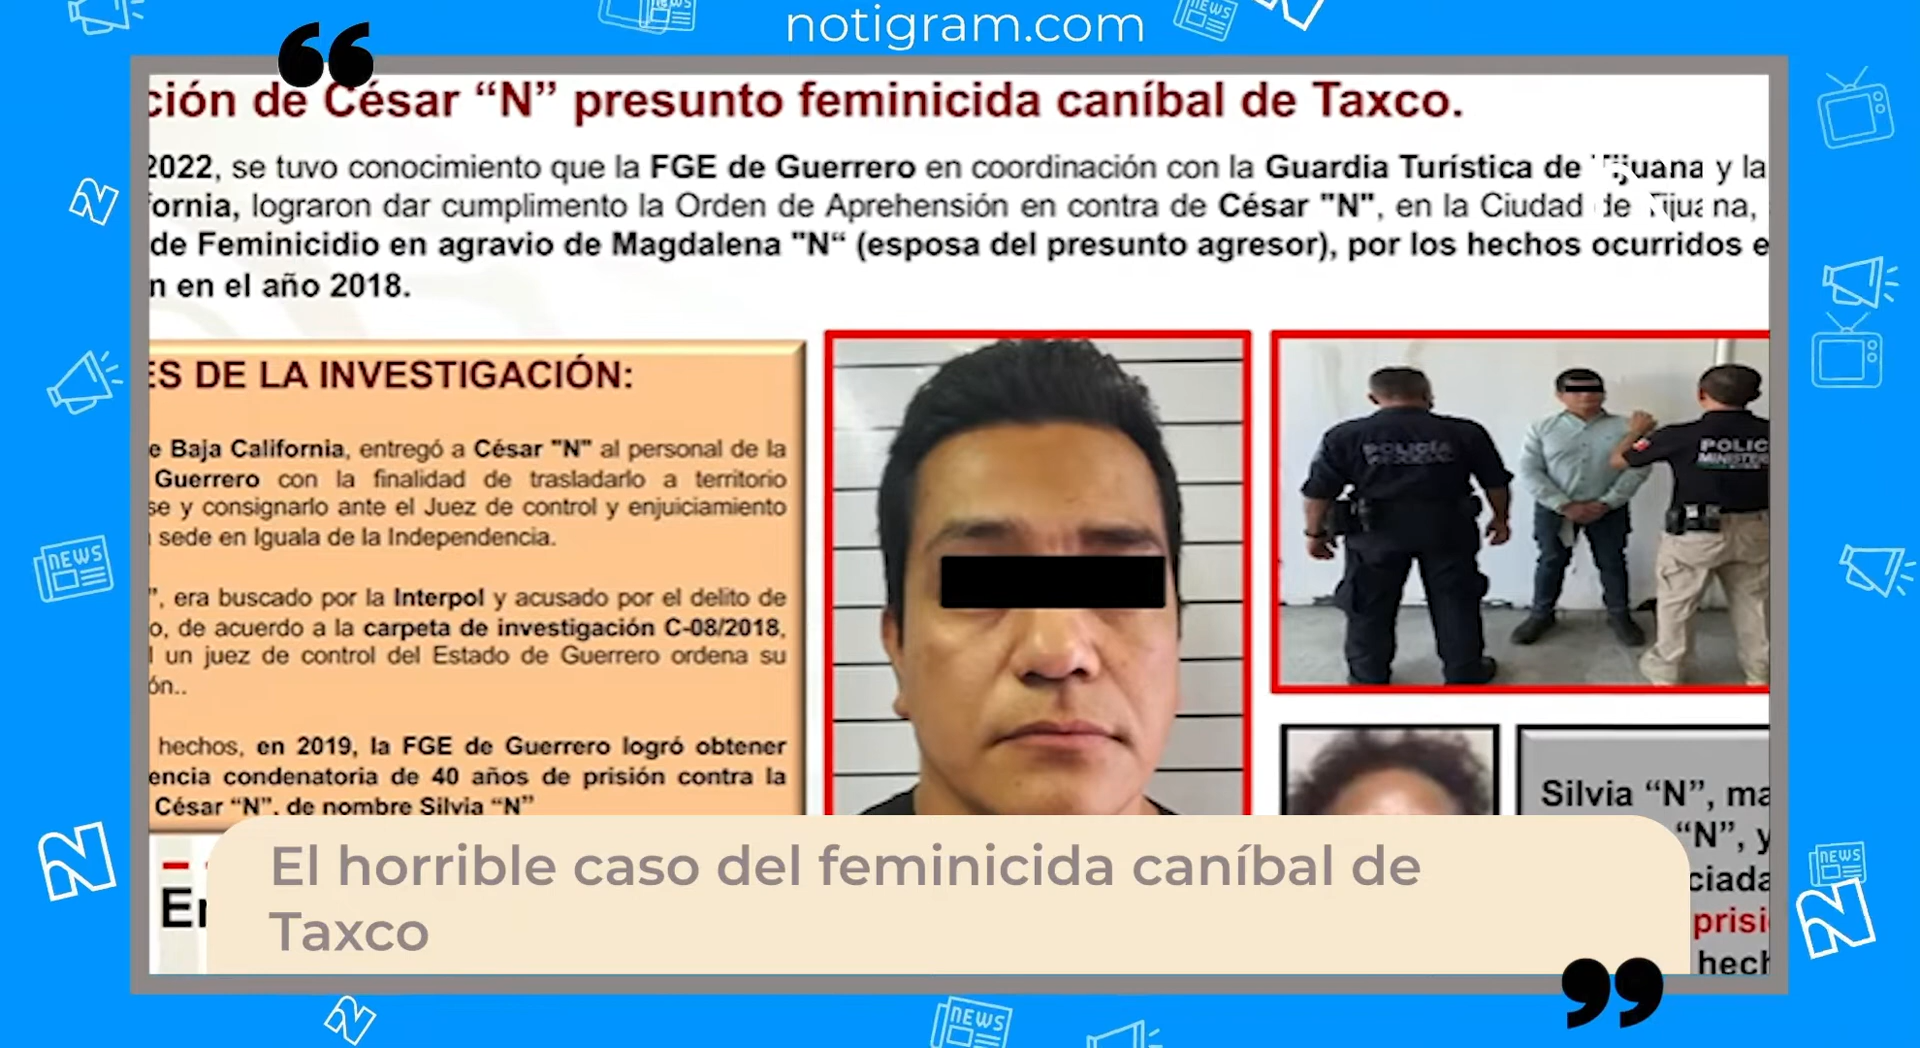 notigram.com
ción de César “N” presunto feminicida caníbal de Taxco.
2022, se tuvo conocimiento que la FGE de Guerrero en coordinación con la Guardia Turística de Tijuana y la
fornia, lograron dar cumplimento la Orden de Aprehensión en contra de César "N", en la Ciudad de Tijuana,
de Feminicidio en agravio de Magdalena "N“ (esposa del presunto agresor), por los hechos ocurridos e
n en el año 2018.
ES DE LA INVESTIGACIÓN:
e Baja California, entregó a César "N" al personal de la
Guerrero con la finalidad de trasladarlo a territorio
se y consignarlo ante el Juez de control y enjuiciamiento
sede en Iguala de la Independencia.
”, era buscado por la Interpol y acusado por el delito de
o, de acuerdo a la carpeta de investigación C-08/2018,
l un juez de control del Estado de Guerrero ordena su
ón..
hechos, en 2019, la FGE de Guerrero logró obtener
encia condenatoria de 40 años de prisión contra la
César “N”, de nombre Silvia “N”
POLICÍA
POLIC
MINISTER
Silvia “N”, ma
“N”, y
ciada
prisi
hech
Er
El horrible caso del feminicida caníbal de
Taxco
NEWS
NEWS
NEWS
NEWS
NEWS